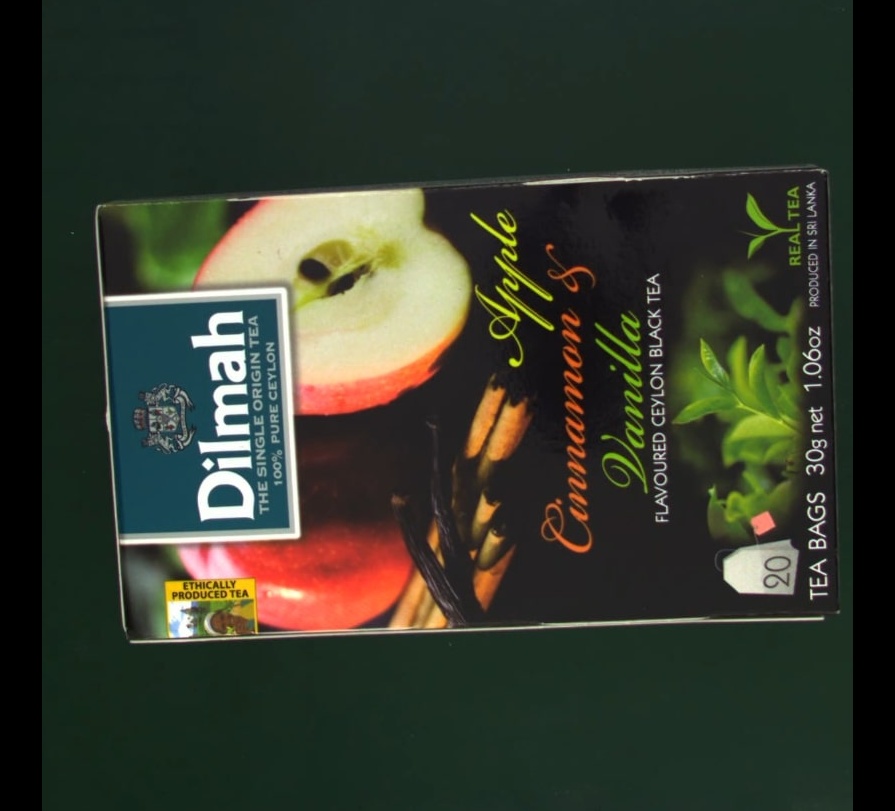 Dilmah
THE SINGLE ORIGIN TEA
100% PURE CEYLON
ETHICALLY
PRODUCED TEA
Apple
Cinnamon &
Vanilla
FLAVOURED CEYLON BLACK TEA
20
REAL TEA
TEA BAGS 30g net 1.06oz PRODUCED IN SRI LANKA